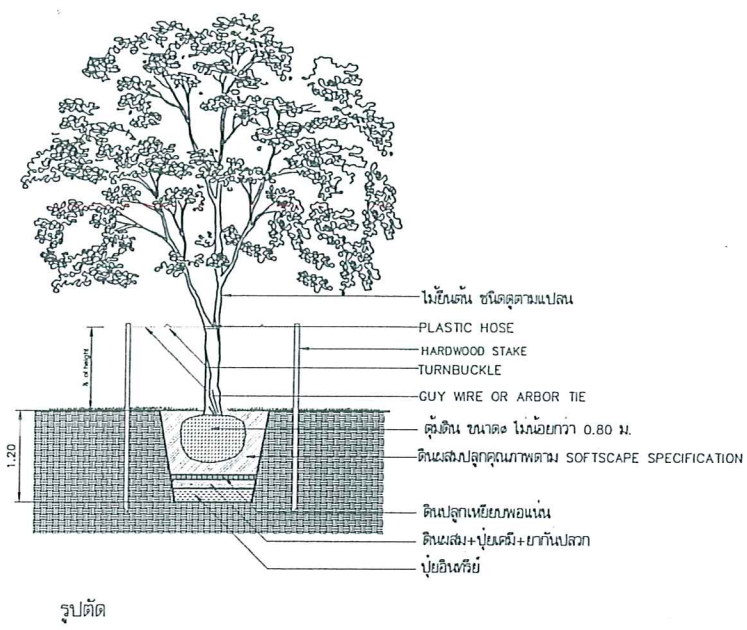 ไม้ยืนต้น ชนิดดูตามแปลน
PLASTIC HOSE
HARDWOOD STAKE
TURNBUCKLE
GUY WIRE OR ARBOR TIE
of height
1.20
ตุ้มดิน ขนาดø ไม่น้อยกว่า 0.80 ม.
ดินผสมปลูกคุณภาพตาม SOFTSCAPE SPECIFICATION
ดินปลูกเหยียบพอแน่น
ดินผสม+ปุ๋ยเคมี+ยากันปลวก
ปุ๋ยอินทรีย์
รูปตัด